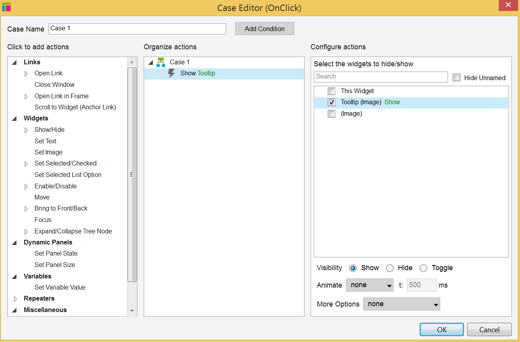 Case Editor (OnClick)
Case Name Case 1 Add Condition
Click to add actions
Links
Open Link
Close Window
Open Link in Frame
Scroll to Widget (Anchor Link)
Widgets
Show/Hide
Set Text
Set Image
Set Selected/Checked
Set Selected List Option
Enable/Disable
Move
Bring to Front/Back
Focus
Expand/Collapse Tree Node
Dynamic Panels
Set Panel State
Set Panel Size
Variables
Set Variable Value
Repeaters
Miscellaneous
Organize actions
Case 1
Show Tooltip
Configure actions
Select the widgets to hide/show
Search Hide Unnamed
This Widget
Tooltip (Image) Show
(Image)
Visibility Show Hide Toggle
Animate none t: 500 ms
More Options none
OK Cancel